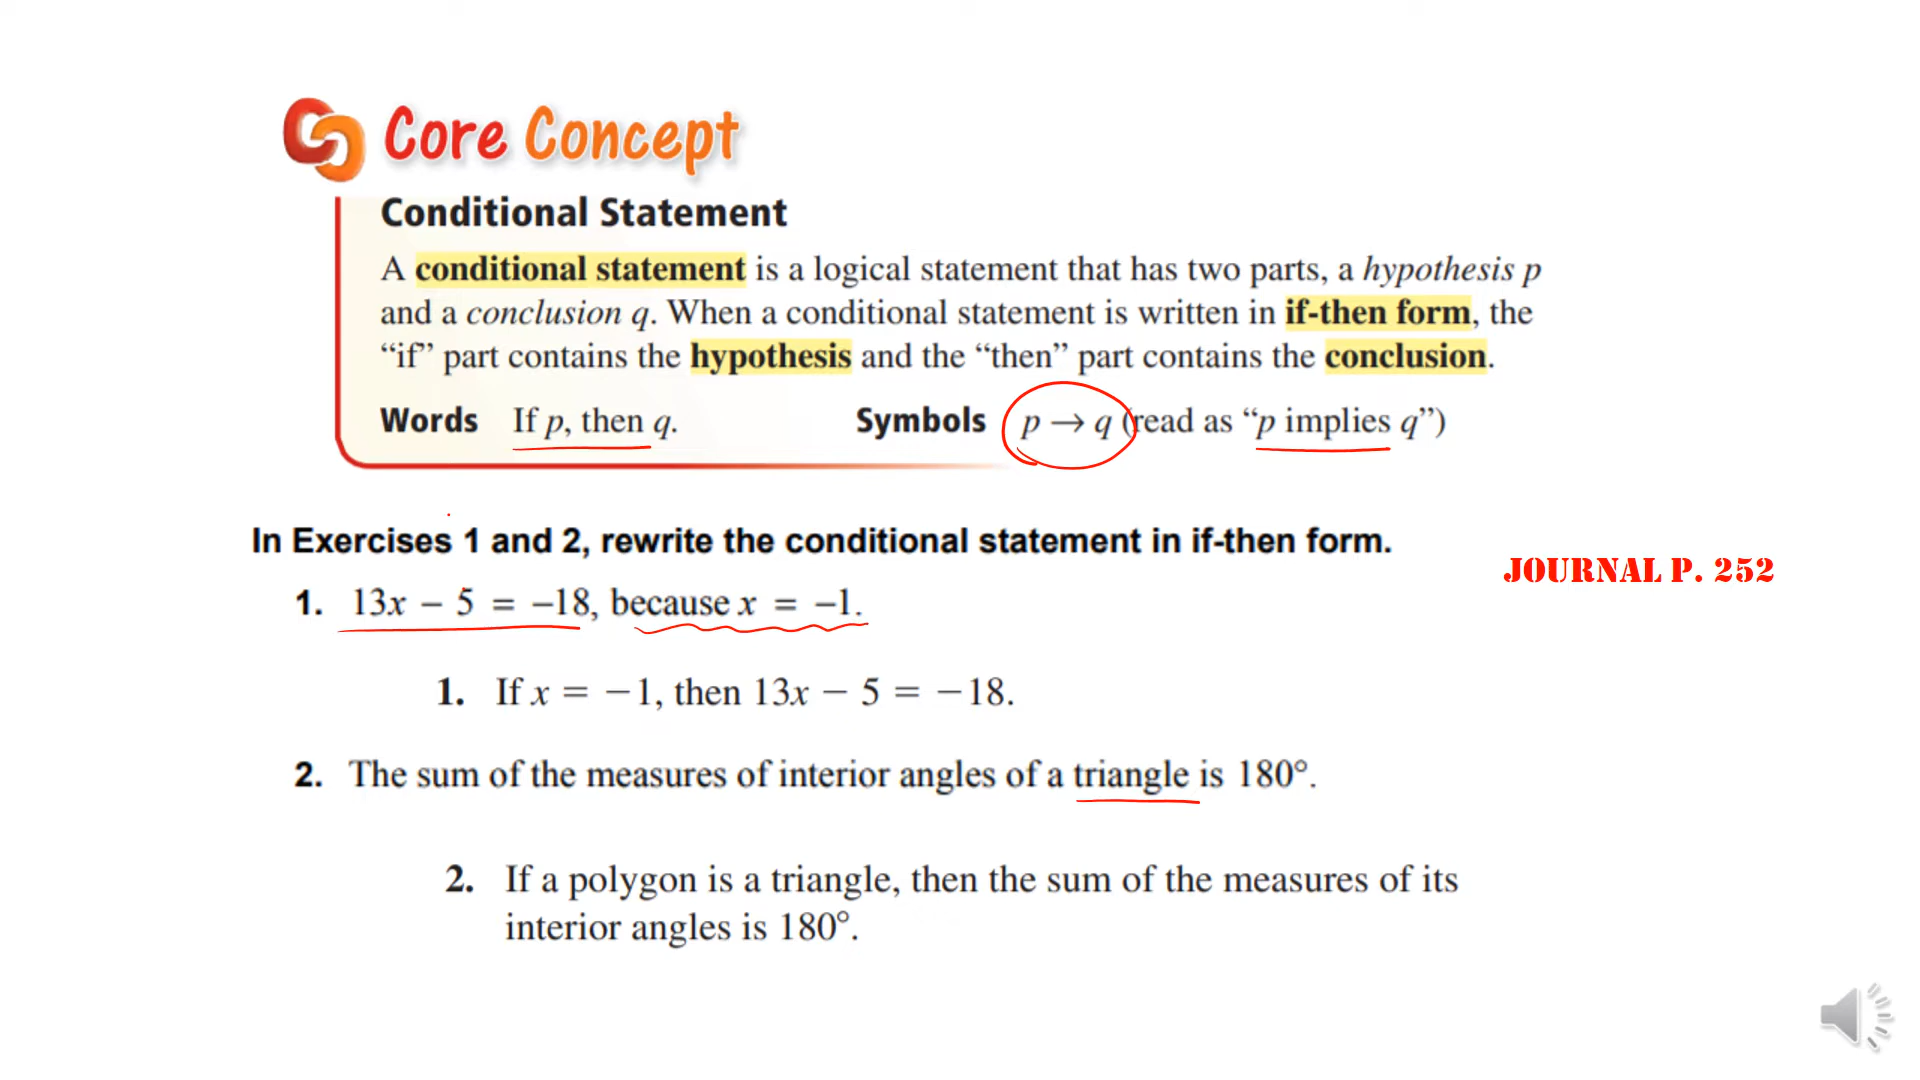 Core Concept
Conditional Statement
A conditional statement is a logical statement that has two parts, a hypothesis p
and a conclusion q. When a conditional statement is written in if-then form, the
“if” part contains the hypothesis and the “then” part contains the conclusion.
Words If p, then q. Symbols p → q (read as “p implies q”)
In Exercises 1 and 2, rewrite the conditional statement in if-then form.
JOURNAL P. 252
1. 13x − 5 = −18, because x = −1.
1. If x = −1, then 13x − 5 = −18.
2. The sum of the measures of interior angles of a triangle is 180°.
2. If a polygon is a triangle, then the sum of the measures of its
interior angles is 180°.